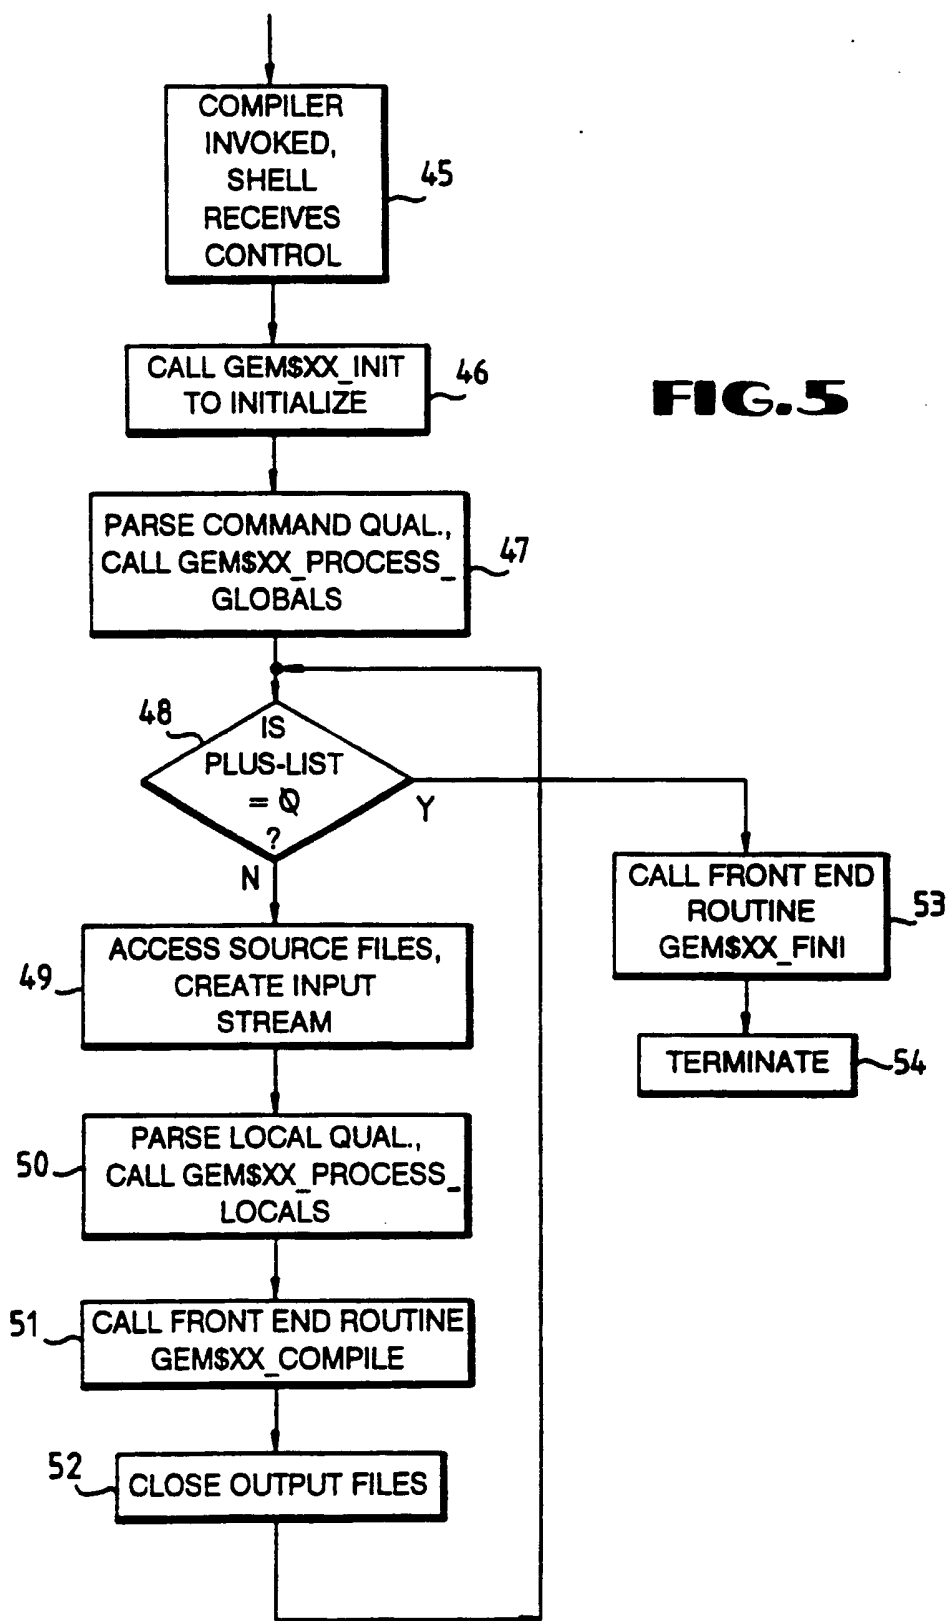 COMPILER
INVOKED,
SHELL
RECEIVES
CONTROL
45
CALL GEM$XX_INIT
TO INITIALIZE
46
FIG.5
PARSE COMMAND QUAL.,
CALL GEM$XX_PROCESS_
GLOBALS
47
48
IS
PLUS-LIST
= Ø
?
Y
N
CALL FRONT END
ROUTINE
GEM$XX_FINI
53
ACCESS SOURCE FILES,
CREATE INPUT
STREAM
49
TERMINATE
54
PARSE LOCAL QUAL.,
CALL GEM$XX_PROCESS_
LOCALS
50
51
CALL FRONT END ROUTINE
GEM$XX_COMPILE
52
CLOSE OUTPUT FILES